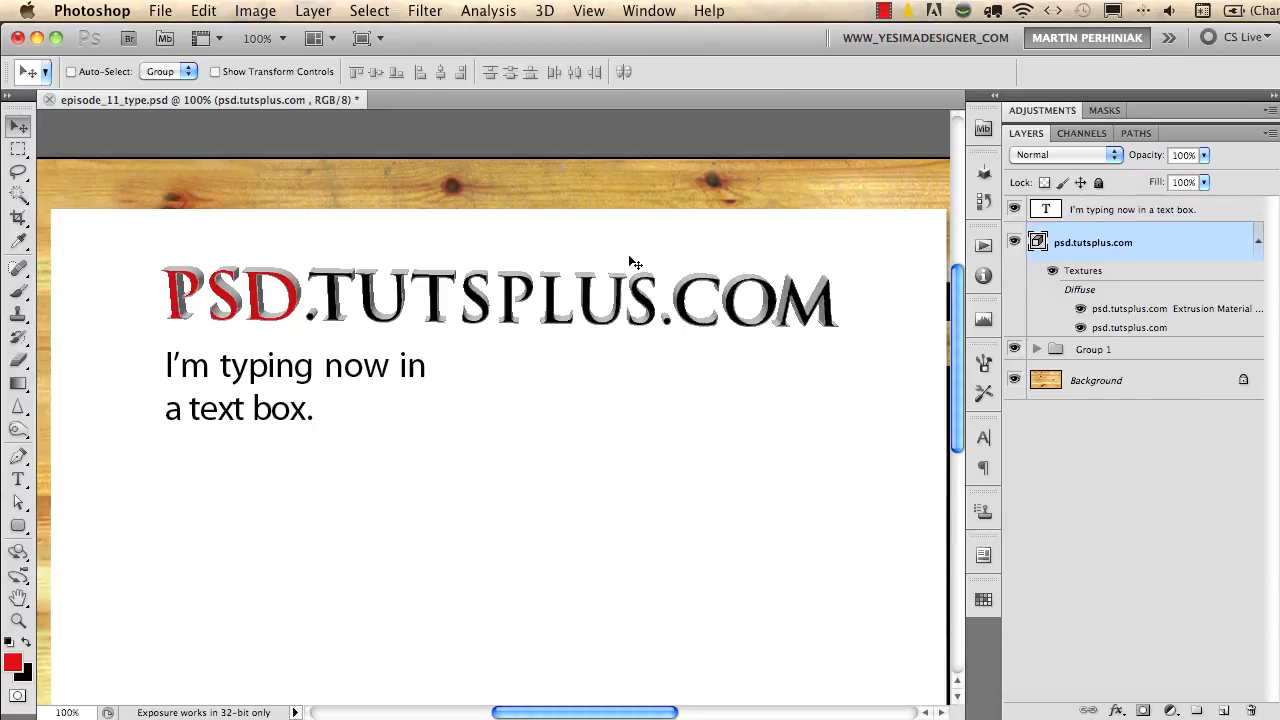 Photoshop File Edit Image Layer Select Filter Analysis 3D View Window Help
Ps Br Mb 100% WWW_YESIMADESIGNER_COM MARTIN PERHINIAK CS Live
Auto-Select: Group Show Transform Controls
episode_11_type.psd @ 100% (psd.tutsplus.com , RGB/8) *
ADJUSTMENTS MASKS
LAYERS CHANNELS PATHS
Normal Opacity: 100%
Lock: Fill: 100%
T I'm typing now in a text box.
psd.tutsplus.com
Textures
Diffuse
psd.tutsplus.com Extrusion Material ...
psd.tutsplus.com
Group 1
Background
PSD.TUTSPLUS.COM
I'm typing now in
a text box.
100% Exposure works in 32-bit only